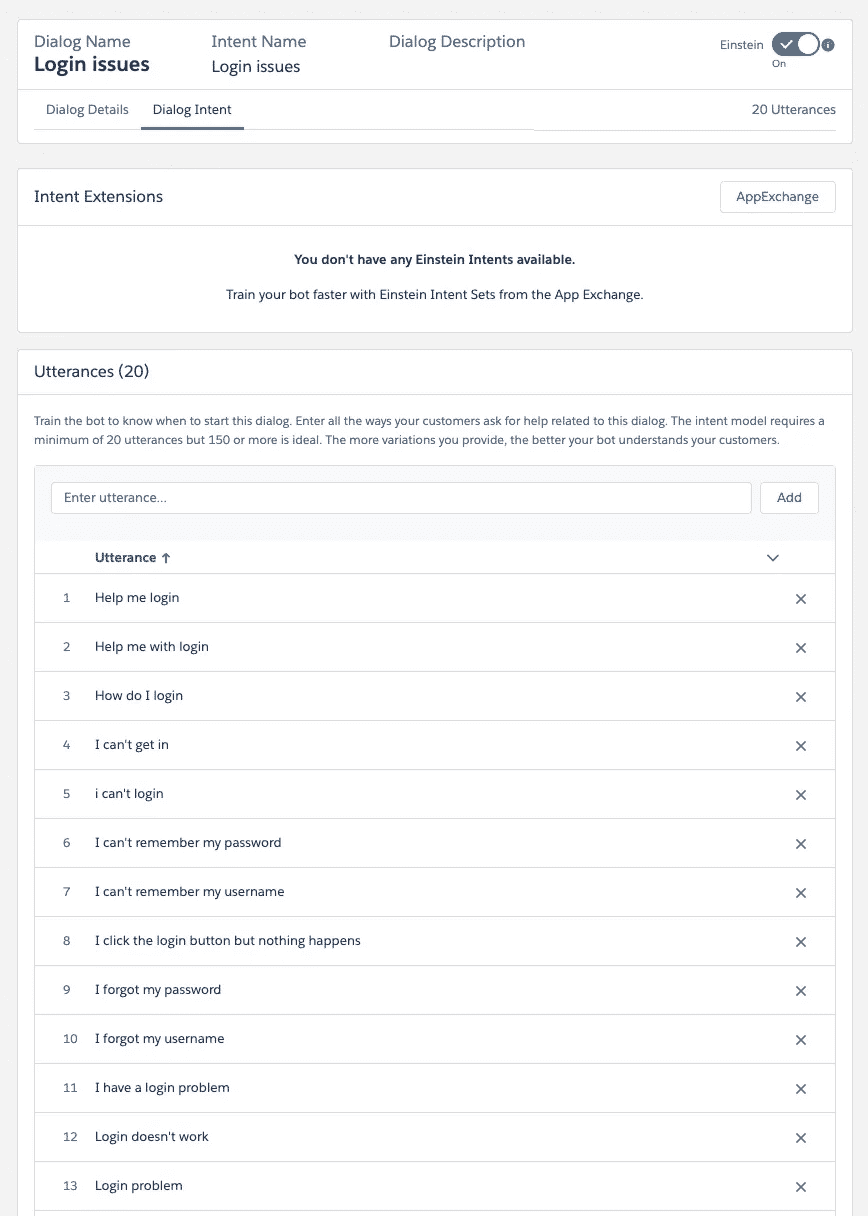 Dialog Name Intent Name Dialog Description Einstein
Login issues Login issues On
Dialog Details Dialog Intent 20 Utterances
Intent Extensions AppExchange
You don't have any Einstein Intents available.
Train your bot faster with Einstein Intent Sets from the App Exchange.
Utterances (20)
Train the bot to know when to start this dialog. Enter all the ways your customers ask for help related to this dialog. The intent model requires a
minimum of 20 utterances but 150 or more is ideal. The more variations you provide, the better your bot understands your customers.
Enter utterance... Add
Utterance ↑
1 Help me login
2 Help me with login
3 How do I login
4 I can't get in
5 i can't login
6 I can't remember my password
7 I can't remember my username
8 I click the login button but nothing happens
9 I forgot my password
10 I forgot my username
11 I have a login problem
12 Login doesn't work
13 Login problem